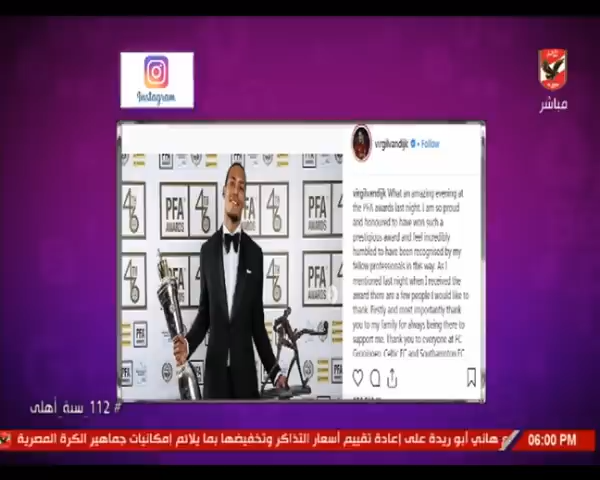 Instagram
مباشر
virgilvandijk • Follow
virgilvandijk What an amazing evening at
the PFA awards last night. I am so proud
and honoured to have won such a
prestigious award and feel incredibly
humbled to have been recognised by my
fellow professionals in this way. As I
mentioned last night when I received the
award there are a few people I would like to
thank. Firstly and most importantly thank
you to my family for always being there to
support me. Thank you to everyone at FC
Groningen, Celtic FC and Southampton FC
PFA
AWARDS
PFA
AWARDS
PFA
AWARDS
# 112_سنة_أهلى
هاني أبو ريدة على إعادة تقييم أسعار التذاكر وتخفيضها بما يلائم إمكانيات جماهير الكرة المصرية
06:00 PM